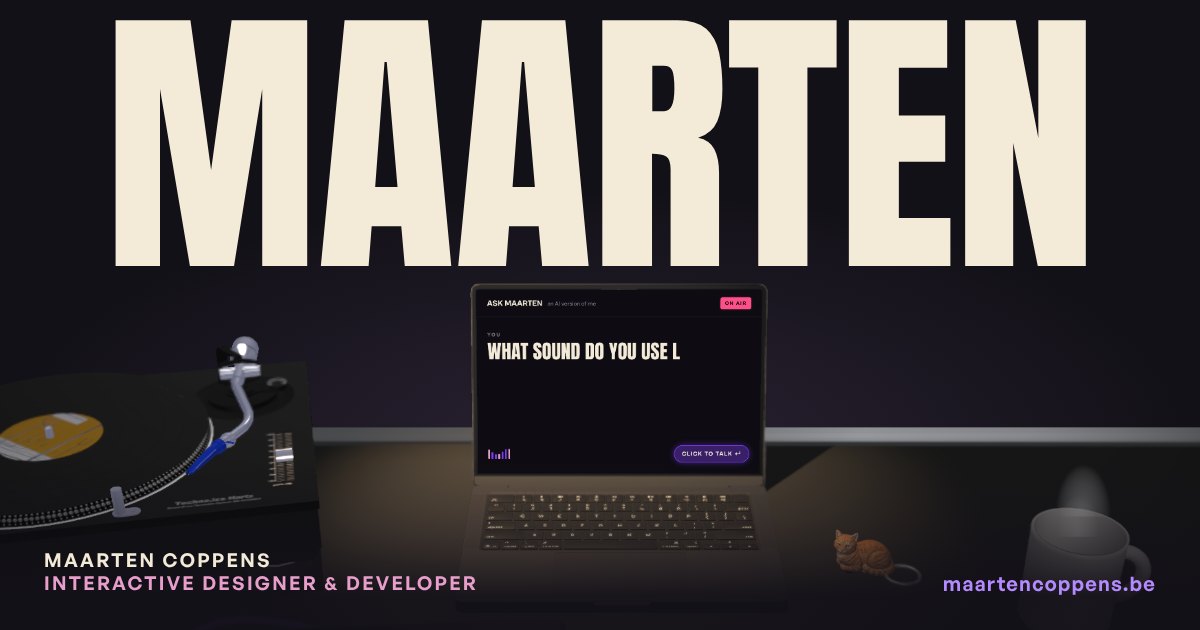 MAARTEN
ASK MAARTEN an AI version of me
ON AIR
YOU
WHAT SOUND DO YOU USE L
CLICK TO TALK ↵
MAARTEN COPPENS
INTERACTIVE DESIGNER & DEVELOPER
maartencoppens.be